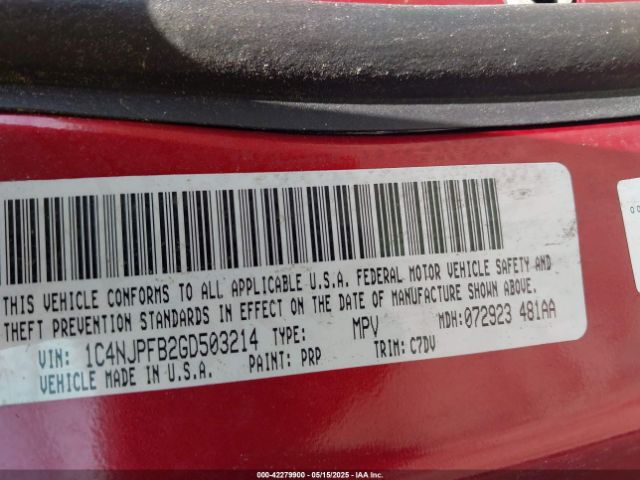 THIS VEHICLE CONFORMS TO ALL APPLICABLE U.S.A. FEDERAL MOTOR VEHICLE SAFETY AND
THEFT PREVENTION STANDARDS IN EFFECT ON THE DATE OF MANUFACTURE SHOWN ABOVE.
MDH:072923 481AA
VIN: 1C4NJPFB2GD503214 TYPE: MPV
VEHICLE MADE IN U.S.A. PAINT: PRP TRIM: C7DV
000-42279900 - 05/15/2025 - IAA Inc.